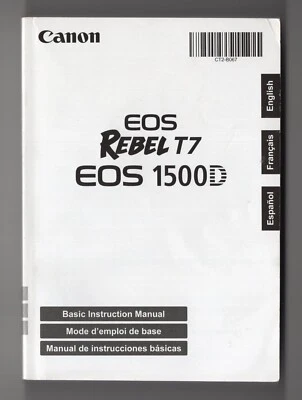 Canon
CT2-B067
English
Français
Español
EOS
REBEL T7
EOS 1500D
Basic Instruction Manual
Mode d'emploi de base
Manual de instrucciones básicas